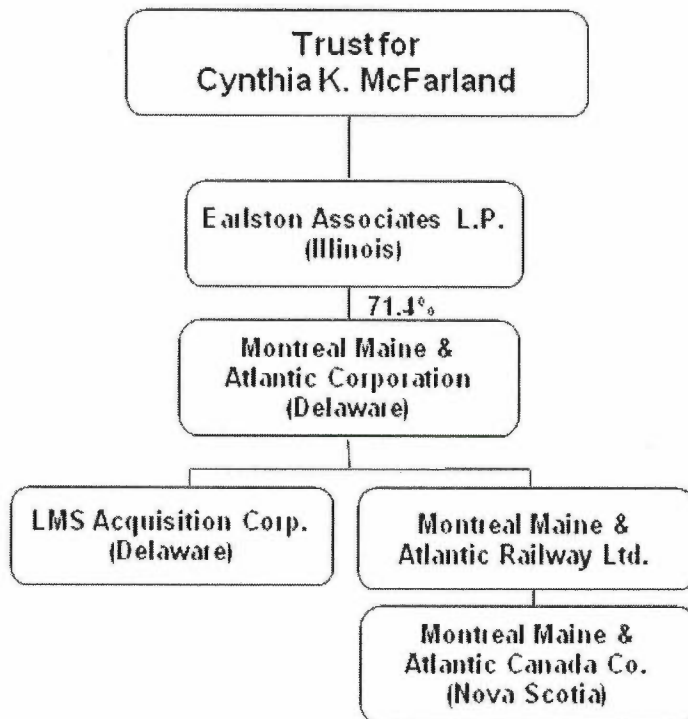 Trust for
Cynthia K. McFarland
Earlston Associates L.P.
(Illinois)
71.4%
Montreal Maine &
Atlantic Corporation
(Delaware)
LMS Acquisition Corp.
(Delaware)
Montreal Maine &
Atlantic Railway Ltd.
Montreal Maine &
Atlantic Canada Co.
(Nova Scotia)